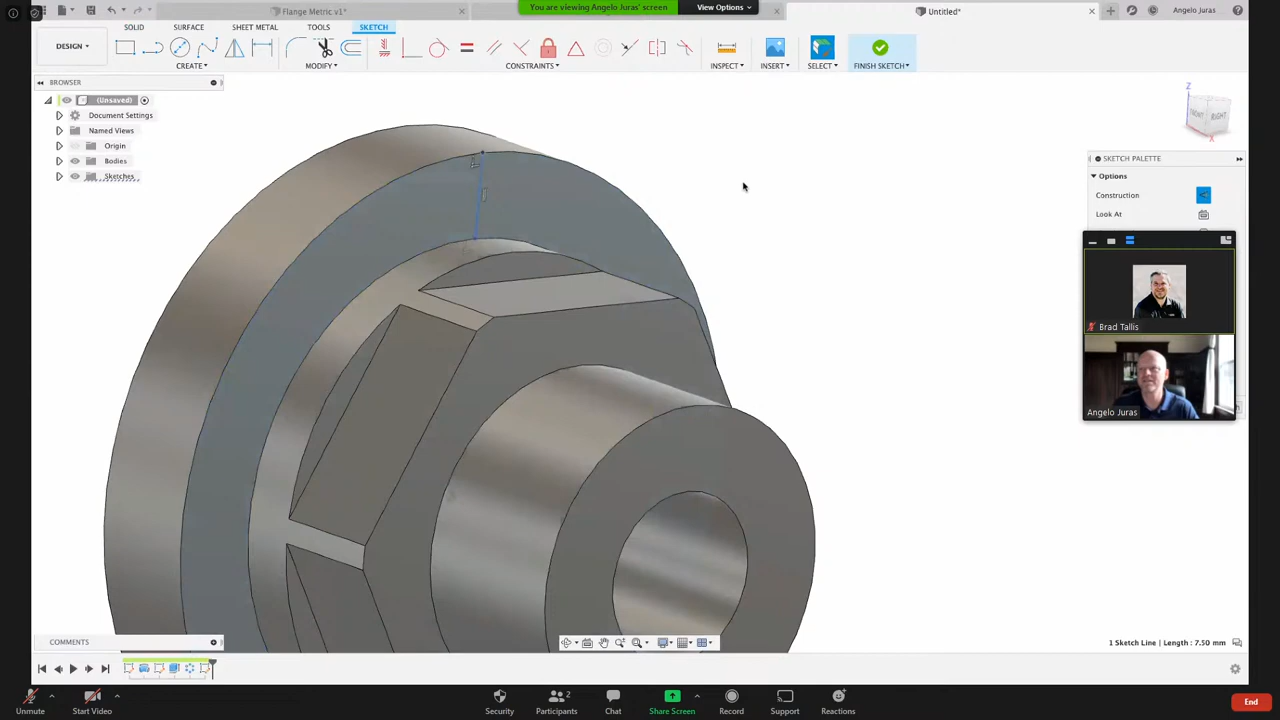 Flange Metric v1*
You are viewing Angelo Juras' screen
View Options
Untitled*
Angelo Juras
SOLID
SURFACE
SHEET METAL
TOOLS
SKETCH
DESIGN
CREATE
MODIFY
CONSTRAINTS
INSPECT
INSERT
SELECT
FINISH SKETCH
BROWSER
(Unsaved)
Document Settings
Named Views
Origin
Bodies
Sketches
Z
FRONT
RIGHT
X
SKETCH PALETTE
Options
Construction
Look At
Brad Tallis
Angelo Juras
COMMENTS
1 Sketch Line | Length : 7.50 mm
Unmute
Start Video
Security
Participants
2
Chat
Share Screen
Record
Support
Reactions
End